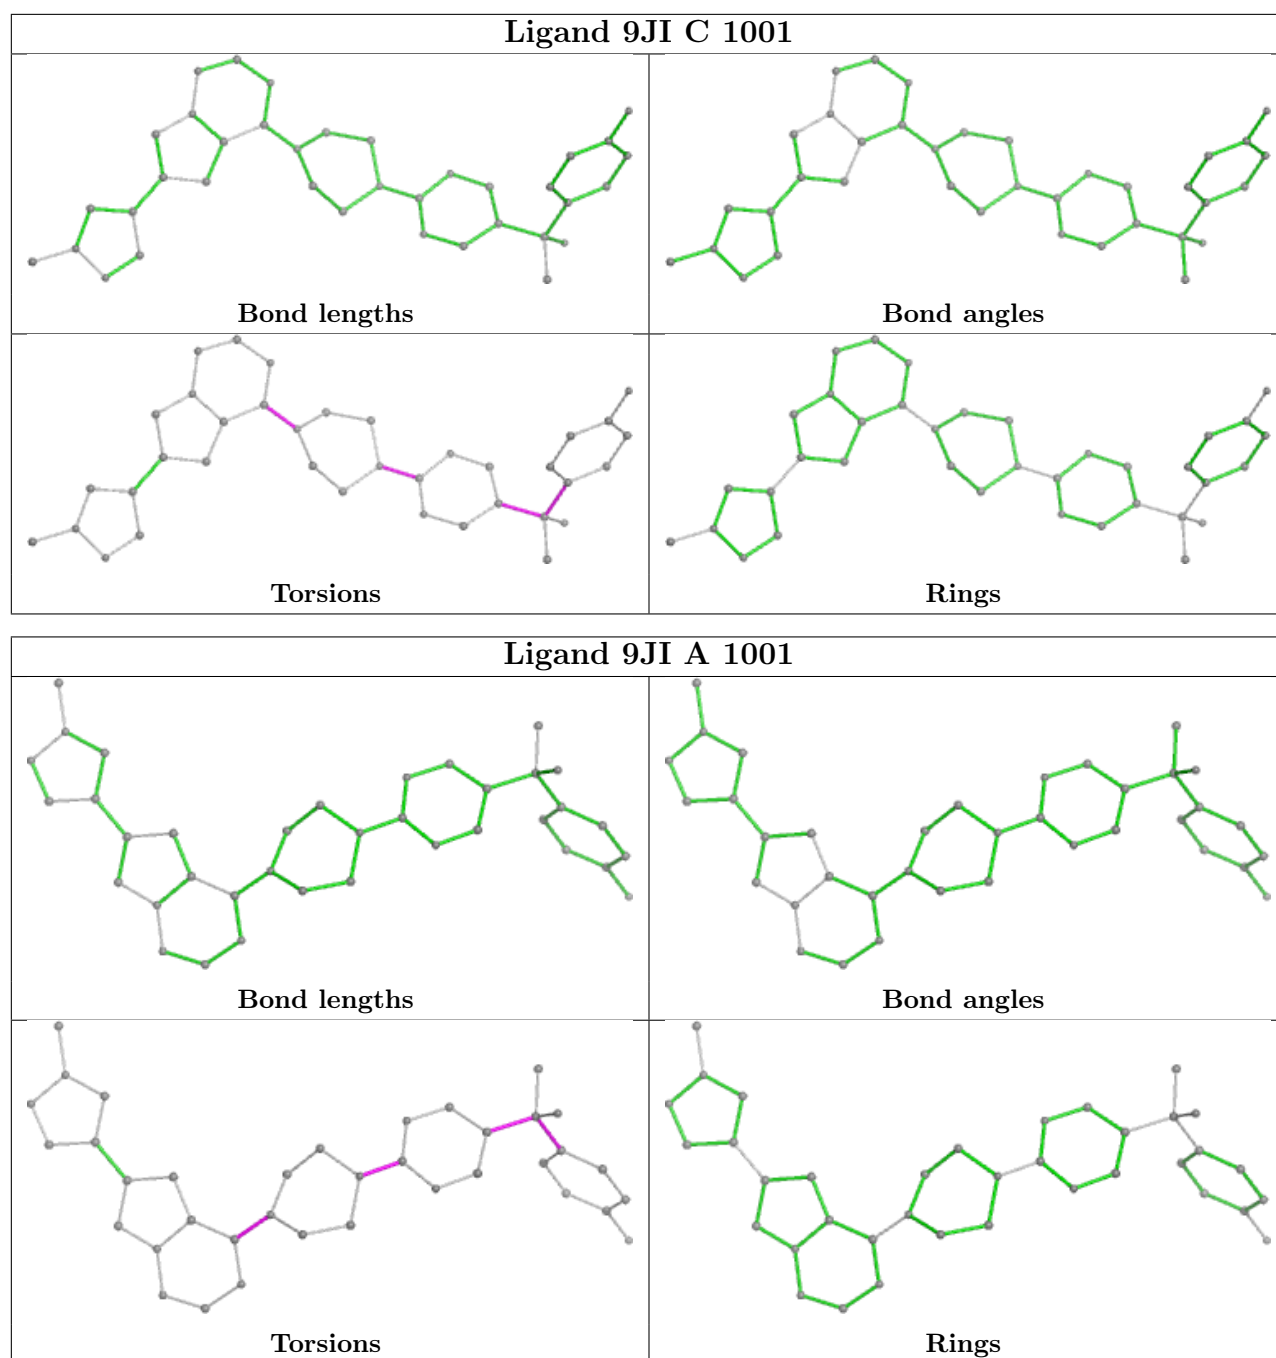 Ligand 9JI C 1001
Bond lengths
Bond angles
Torsions
Rings
Ligand 9JI A 1001
Bond lengths
Bond angles
Torsions
Rings